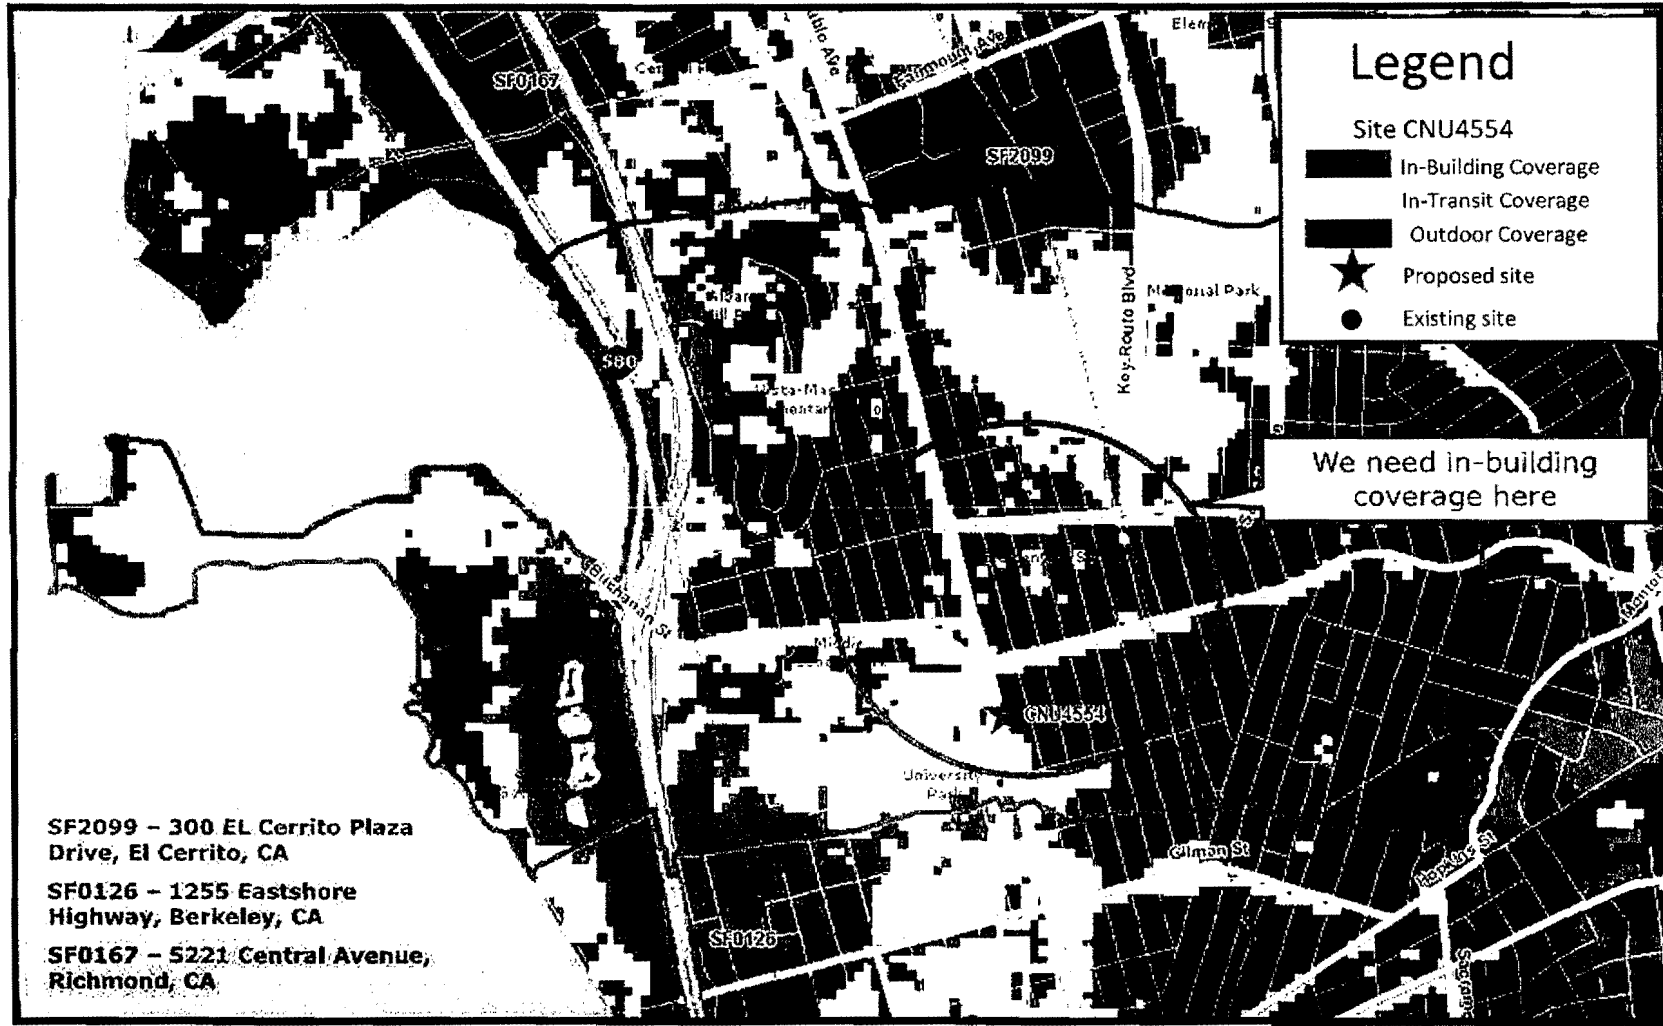 SF0167
Fairmount Ave
SF2099
Legend
Site CNU4554
In-Building Coverage
In-Transit Coverage
Outdoor Coverage
Proposed site
Existing site
Key Route Blvd
580
We need in-building
coverage here
Buchanan St
CNU4554
University
Park
Gilman St
Hopkins St
SF0126
SF2099 – 300 EL Cerrito Plaza
Drive, El Cerrito, CA
SF0126 – 1255 Eastshore
Highway, Berkeley, CA
SF0167 – 5221 Central Avenue,
Richmond, CA